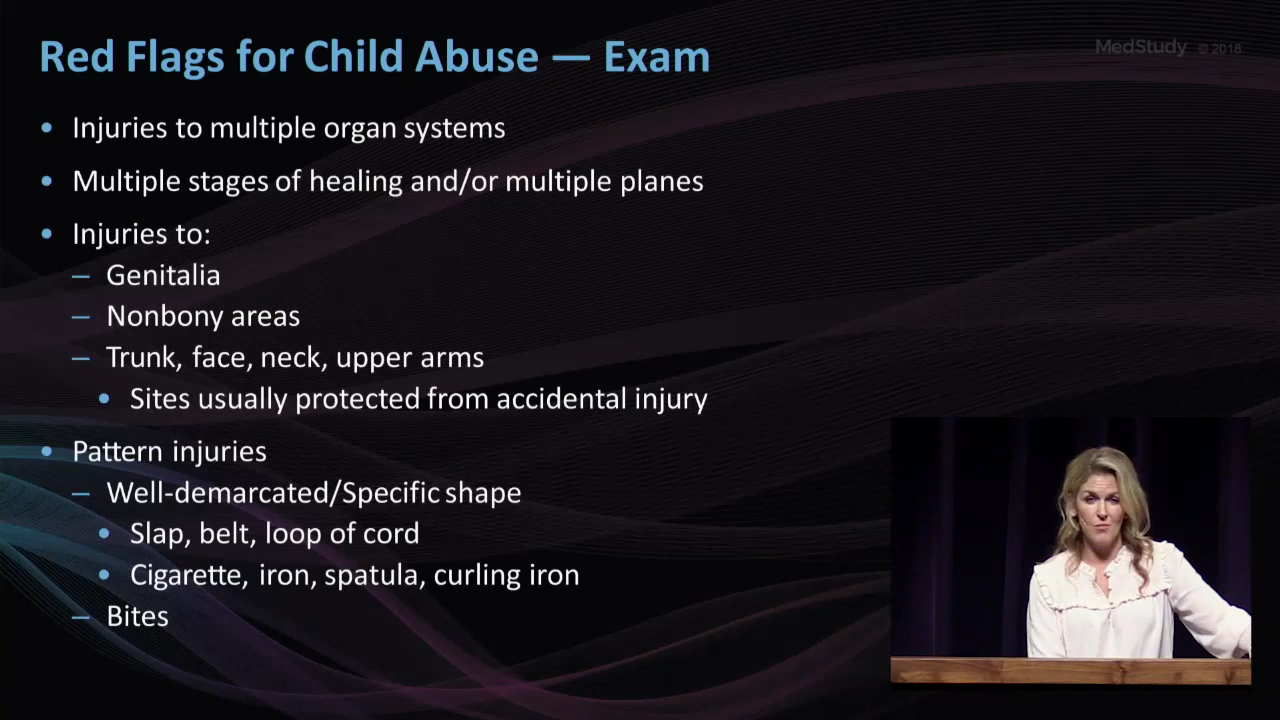 Red Flags for Child Abuse — Exam
MedStudy © 2018
• Injuries to multiple organ systems
• Multiple stages of healing and/or multiple planes
• Injuries to:
– Genitalia
– Nonbony areas
– Trunk, face, neck, upper arms
• Sites usually protected from accidental injury
• Pattern injuries
– Well-demarcated/Specific shape
• Slap, belt, loop of cord
• Cigarette, iron, spatula, curling iron
– Bites